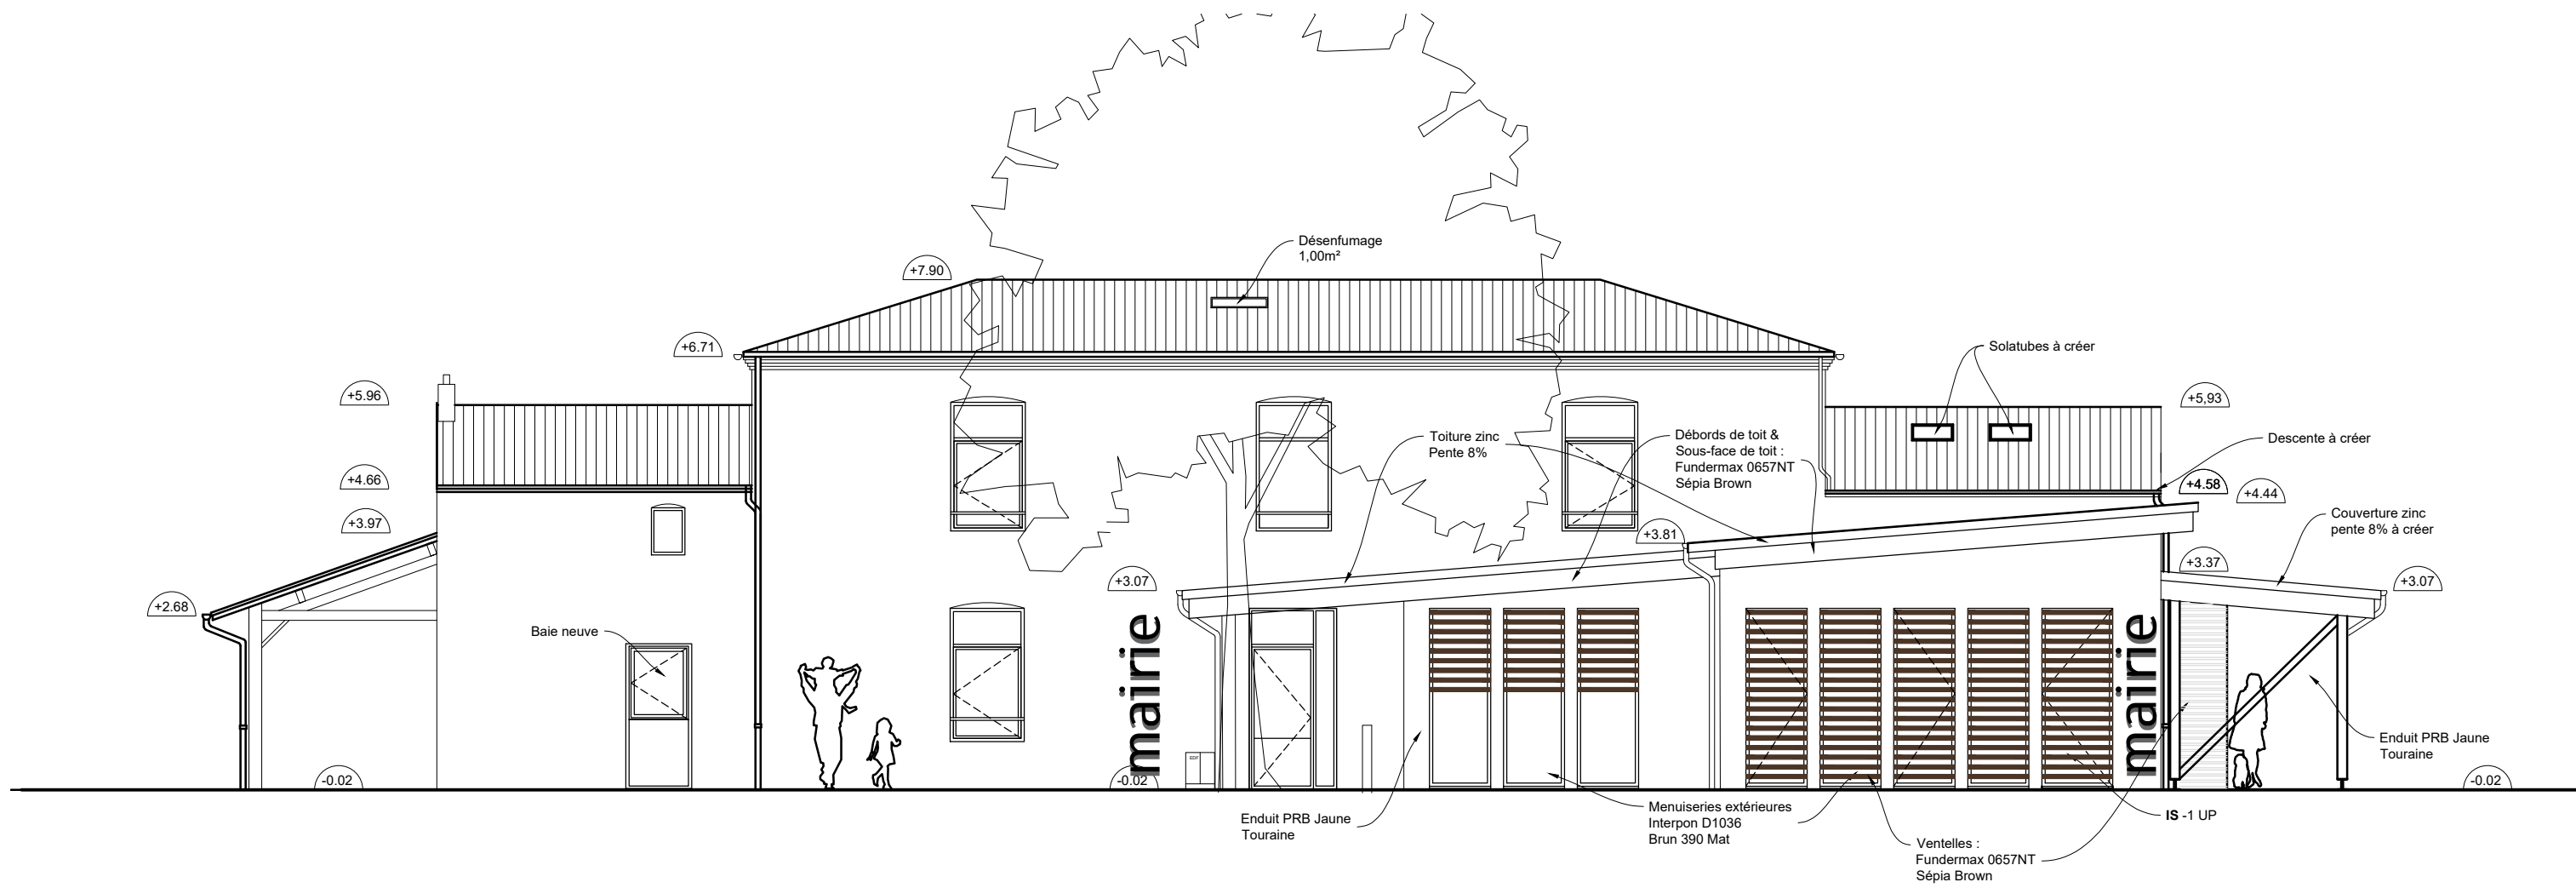 Désenfumage
1,00m²
+7.90
+6.71
Solatubes à créer
+5.96
+5,93
Toiture zinc
Pente 8%
Débords de toit &
Sous-face de toit :
Fundermax 0657NT
Sépia Brown
Descente à créer
+4.66
+4.58
+4.44
+3.97
+3.81
Couverture zinc
pente 8% à créer
+3.37
+3.07
+3.07
+2.68
Baie neuve
mairie
mairie
EDF
Enduit PRB Jaune
Touraine
-0.02
-0.02
-0.02
Enduit PRB Jaune
Touraine
Menuiseries extérieures
Interpon D1036
Brun 390 Mat
IS -1 UP
Ventelles :
Fundermax 0657NT
Sépia Brown